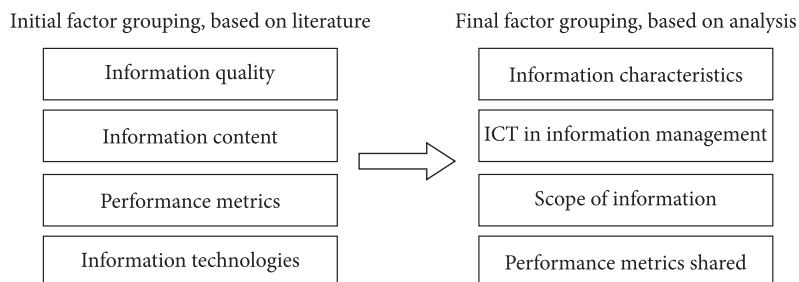 Initial factor grouping, based on literature
Information quality
Information content
Performance metrics
Information technologies
Final factor grouping, based on analysis
Information characteristics
ICT in information management
Scope of information
Performance metrics shared